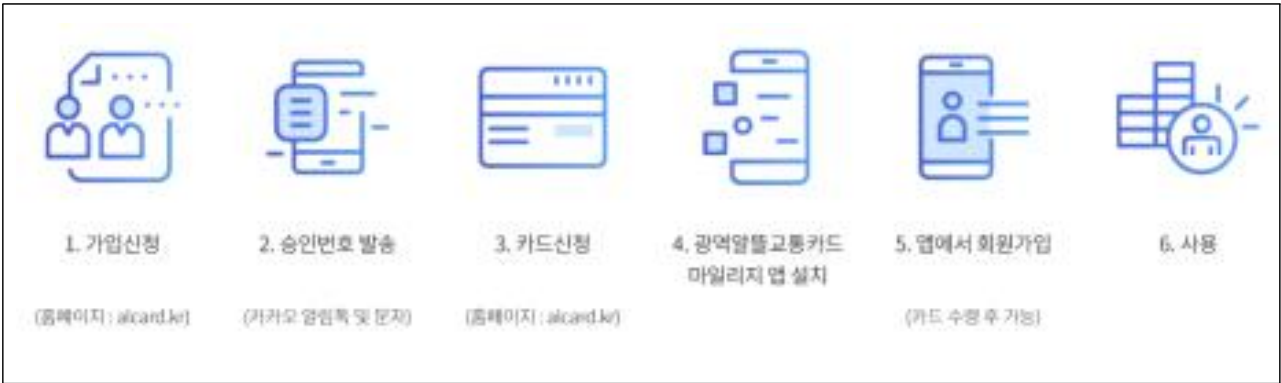 1. 가입신청
2. 승인번호 발송
3. 카드신청
4. 광역알뜰교통카드
마일리지 앱 설치
5. 앱에서 회원가입
6. 사용
(홈페이지 : alcard.kr)
(카카오 알림톡 및 문자)
(홈페이지 : alcard.kr)
(카드 수령 후 가능)